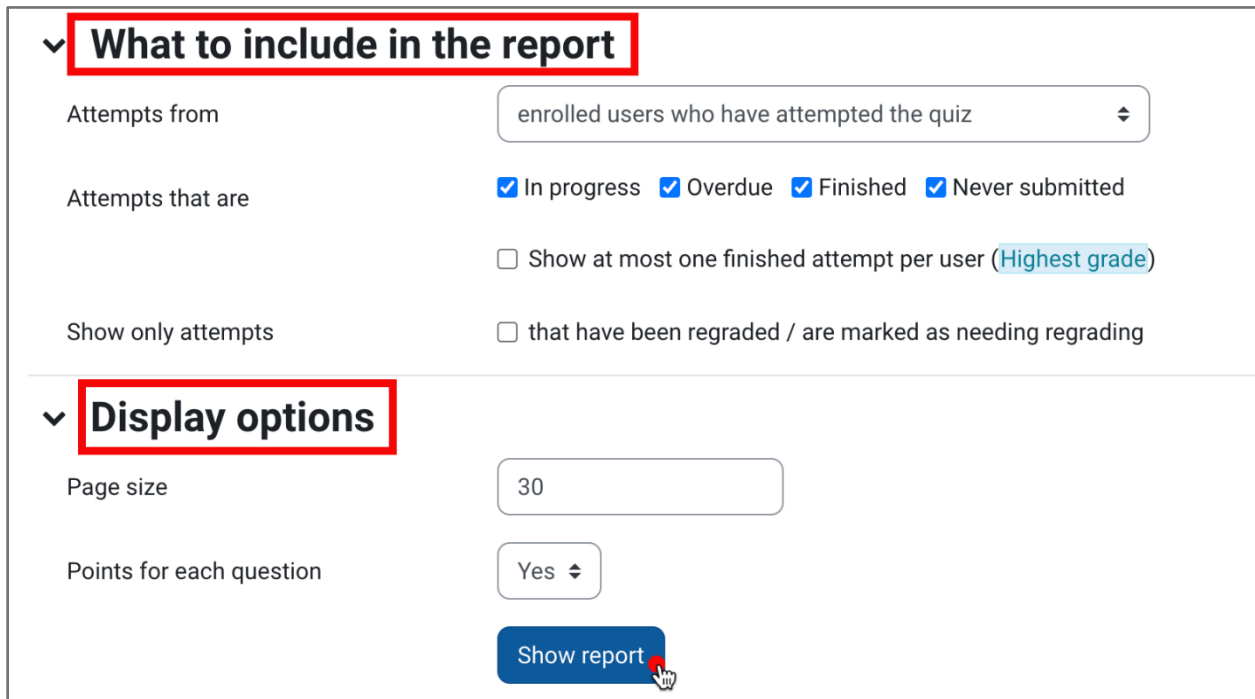 What to include in the report
Attempts from
enrolled users who have attempted the quiz
Attempts that are
In progress Overdue Finished Never submitted
Show at most one finished attempt per user (Highest grade)
Show only attempts
that have been regraded / are marked as needing regrading
Display options
Page size
30
Points for each question
Yes
Show report